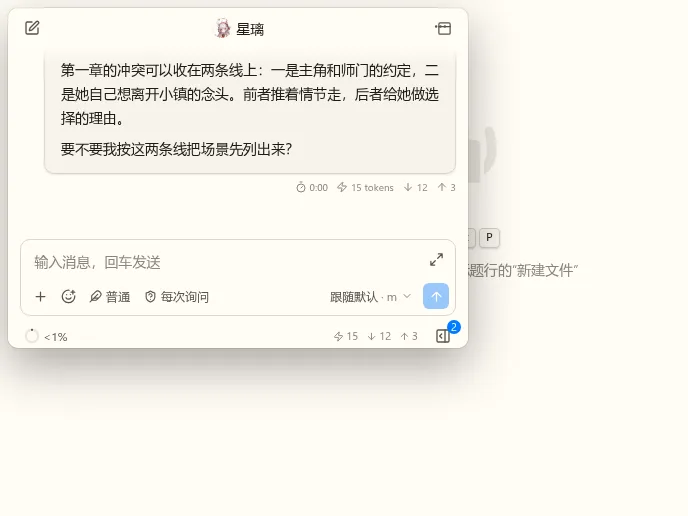 星璃
第一章的冲突可以收在两条线上：一是主角和师门的约定，二
是她自己想离开小镇的念头。前者推着情节走，后者给她做选
择的理由。
要不要我按这两条线把场景先列出来？
0:00 15 tokens ↓ 12 ↑ 3
P
题行的“新建文件”
输入消息，回车发送
普通 每次询问 跟随默认 · m
<1% 15 ↓ 12 ↑ 3 2